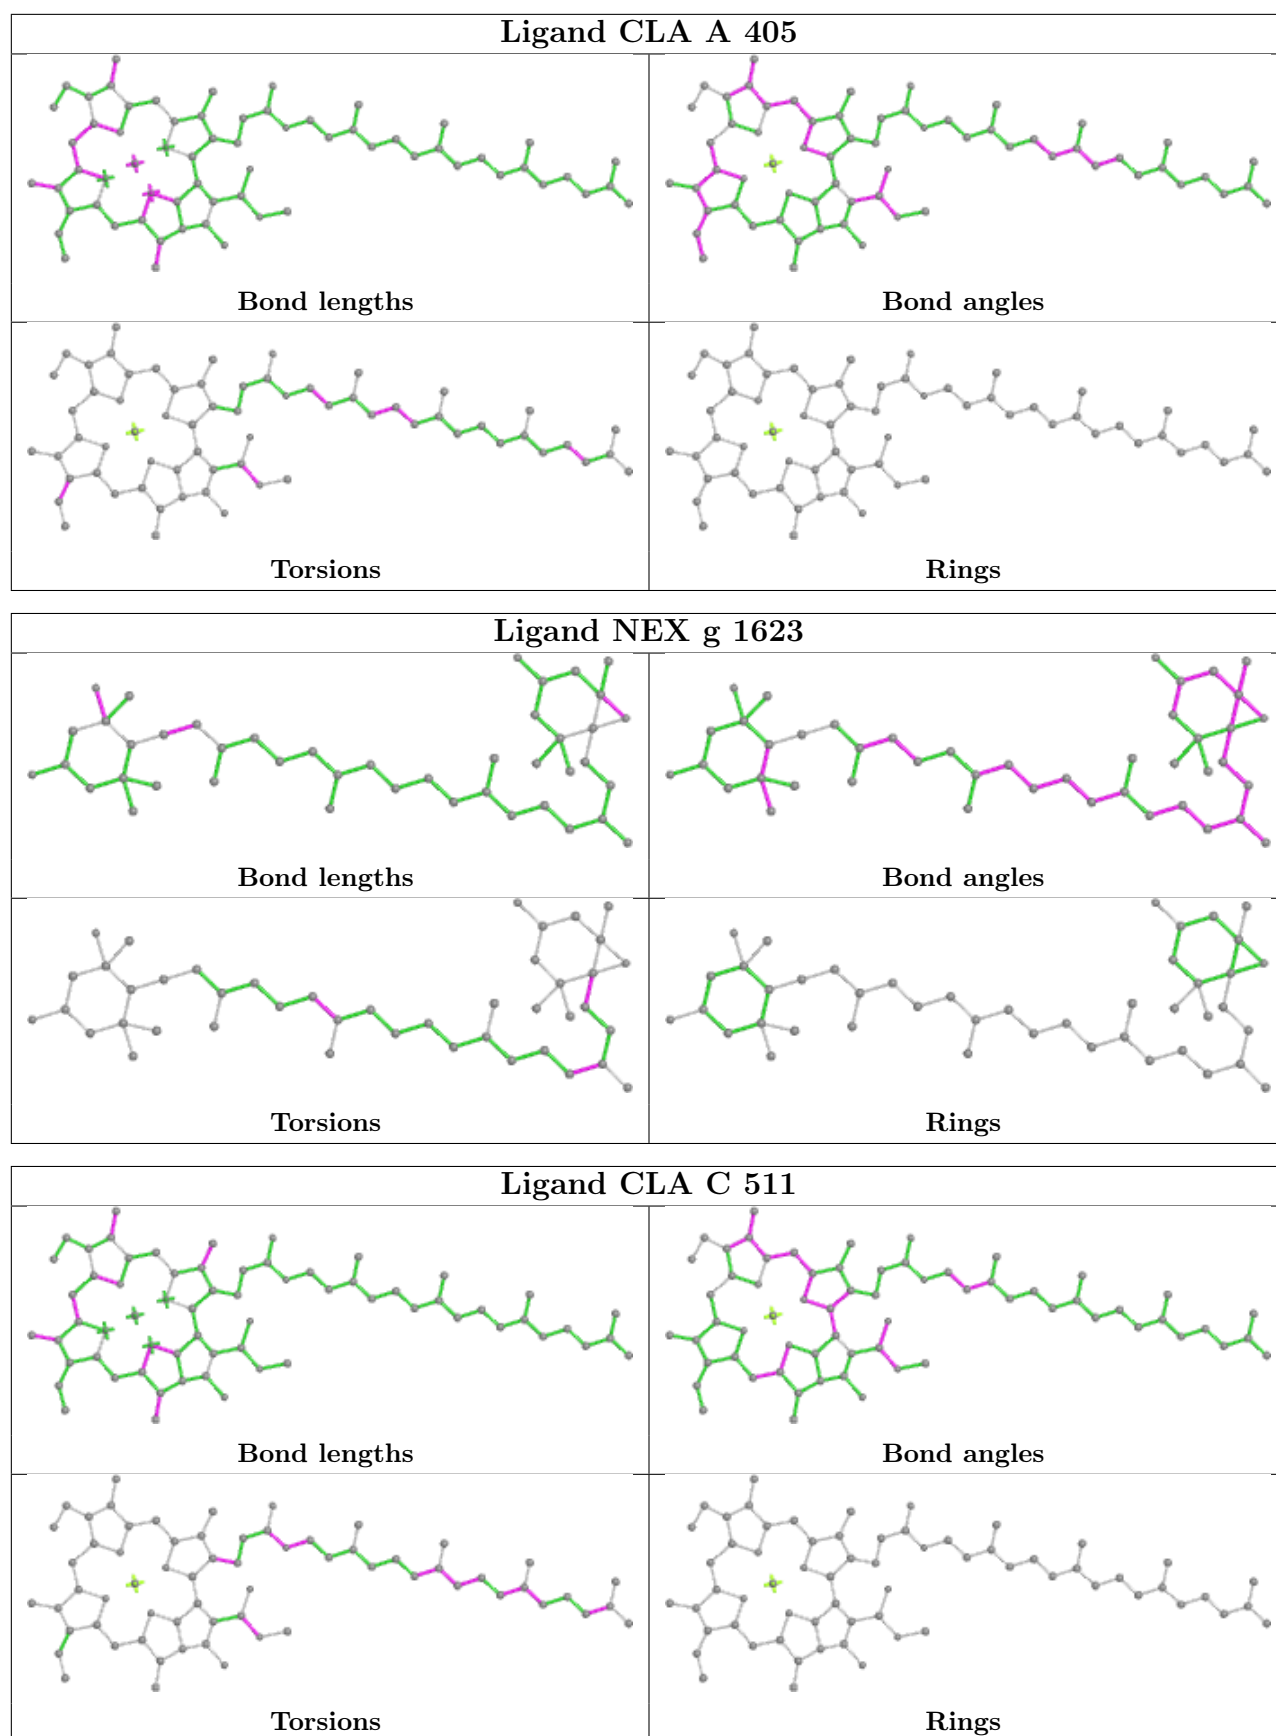 Ligand CLA A 405
Bond lengths
Bond angles
Torsions
Rings
Ligand NEX g 1623
Bond lengths
Bond angles
Torsions
Rings
Ligand CLA C 511
Bond lengths
Bond angles
Torsions
Rings